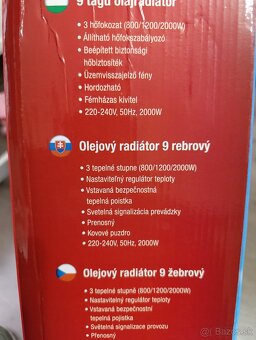 9 tagú olajradiátor
• 3 hőfokozat (800/1200/2000W)
• Állítható hőfokszabályozó
• Beépített biztonsági
hőbiztosíték
• Üzemvisszajelző fény
• Hordozható
• Fémházas kivitel
• 220-240V, 50Hz, 2000W
Olejový radiátor 9 rebrový
• 3 tepelné stupne (800/1200/2000W)
• Nastaviteľný regulátor teploty
• Vstavaná bezpečnostná
tepelná poistka
• Svetelná signalizácia prevádzky
• Prenosný
• Kovové puzdro
• 220-240V, 50Hz, 2000W
Olejový radiátor 9 žebrový
• 3 tepelné stupně (800/1200/2000W)
• Nastavitelný regulátor teploty
• Vestavěná bezpečnostní
tepelná pojistka
• Světelná signalizace provozu
• Přenosný